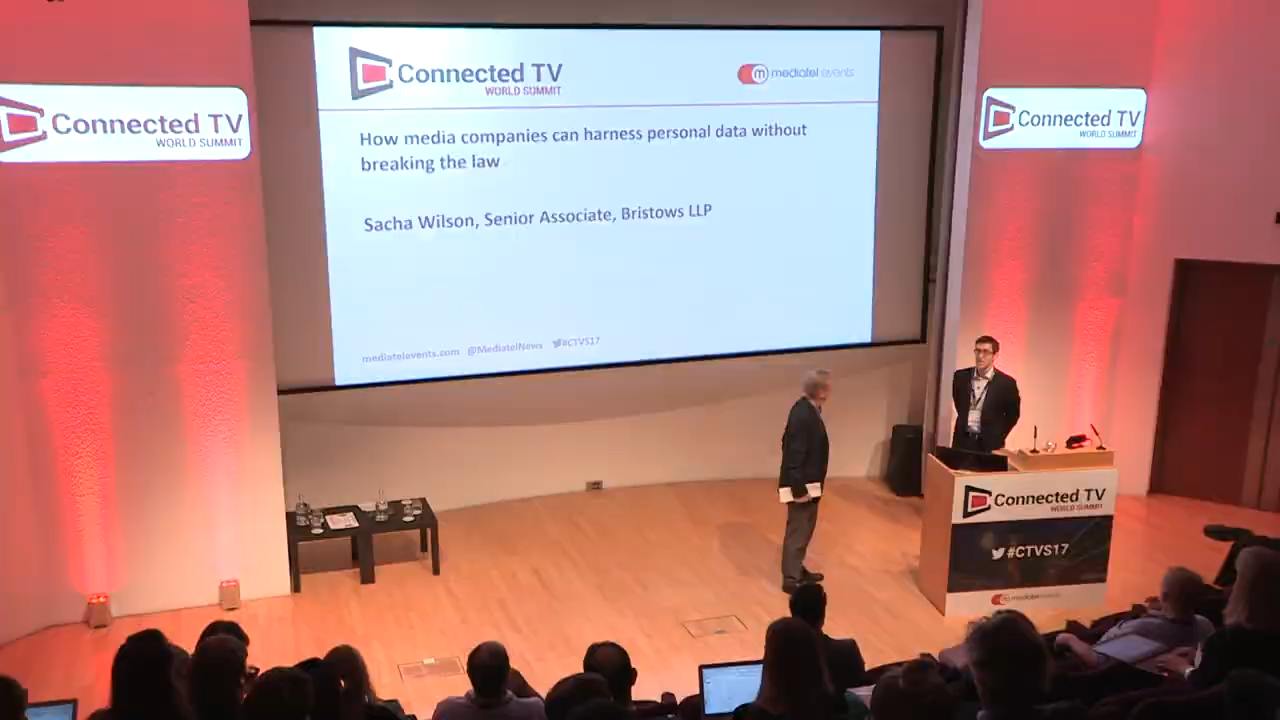 Connected TV
WORLD SUMMIT
Connected TV
WORLD SUMMIT
m mediatel events
How media companies can harness personal data without
breaking the law
Sacha Wilson, Senior Associate, Bristows LLP
mediatelevents.com @MediatelNews #CTVS17
Connected TV
WORLD SUMMIT
Connected TV
WORLD SUMMIT
#CTVS17
m mediatel events